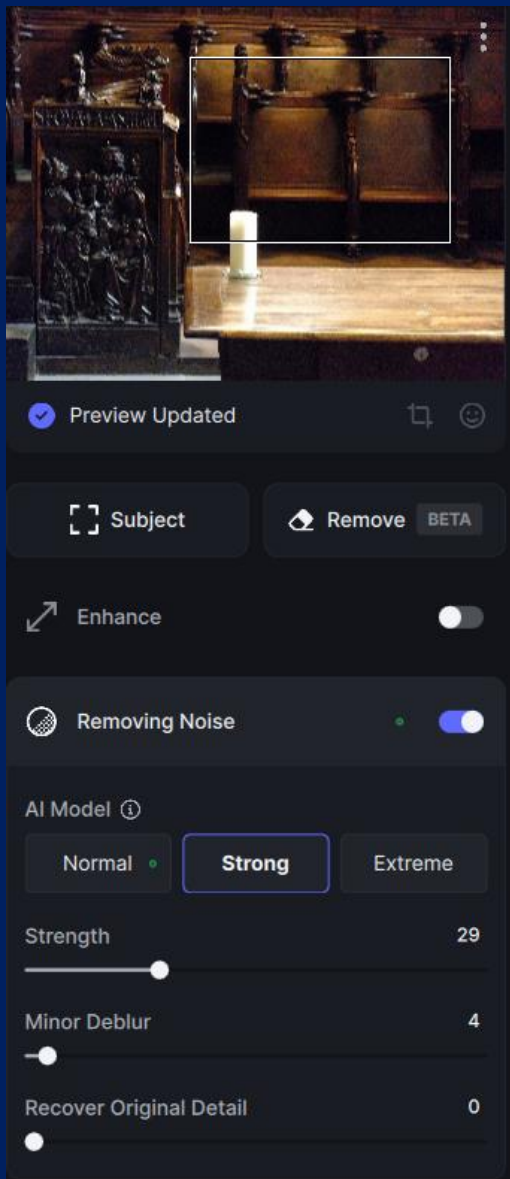 Preview Updated
Subject
Remove BETA
Enhance
Removing Noise
AI Model
Normal Strong Extreme
Strength 29
Minor Deblur 4
Recover Original Detail 0